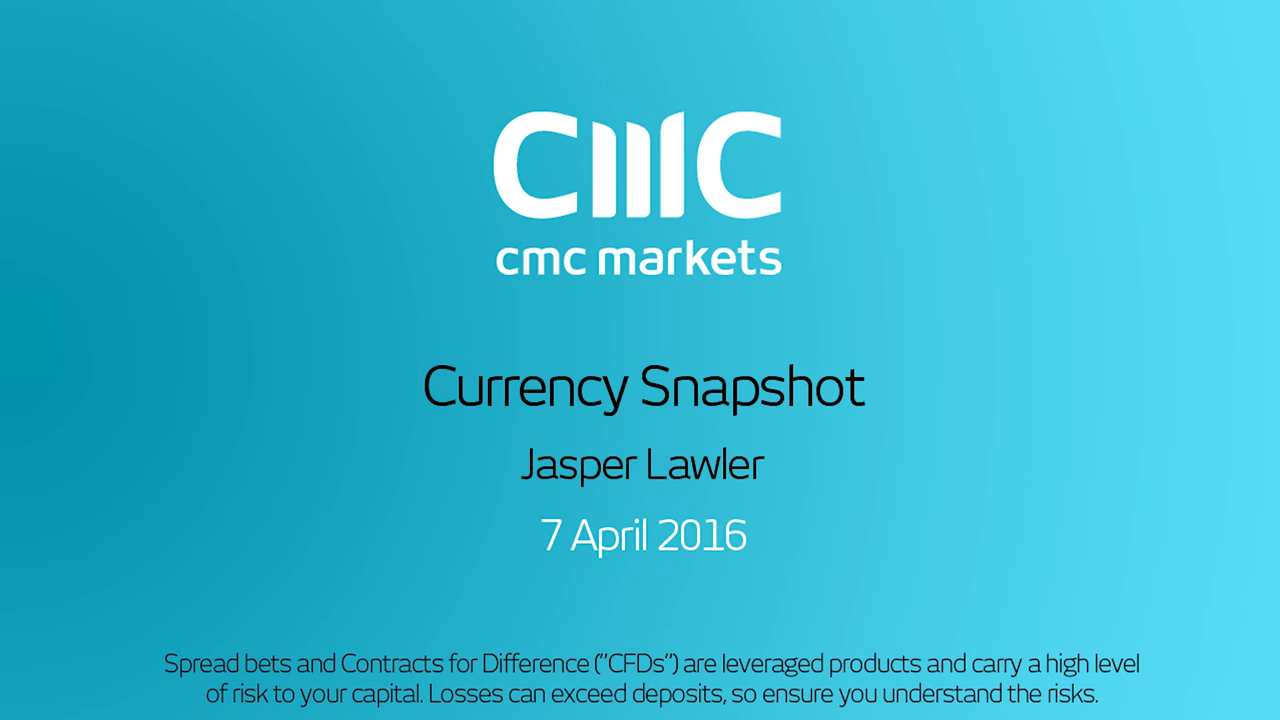 CMC
cmc markets
Currency Snapshot
Jasper Lawler
7 April 2016
Spread bets and Contracts for Difference (“CFDs”) are leveraged products and carry a high level
of risk to your capital. Losses can exceed deposits, so ensure you understand the risks.